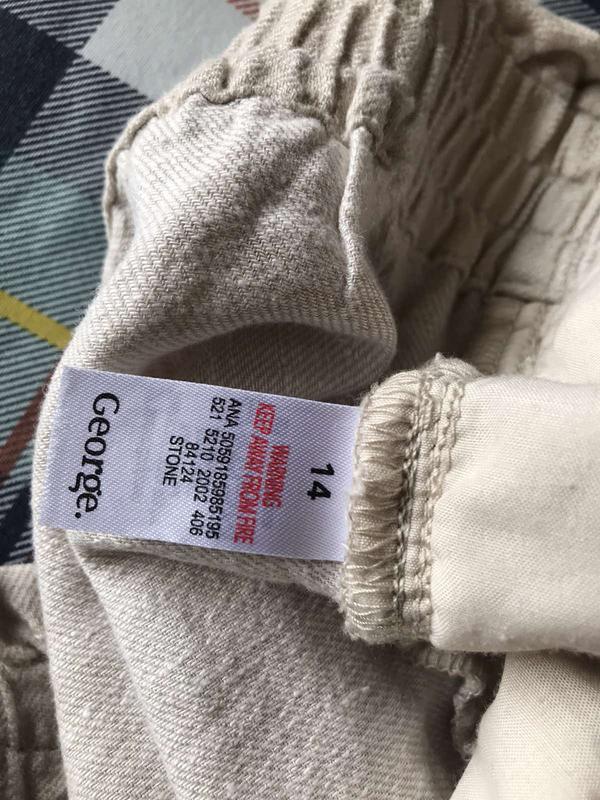 14
WARNING
KEEP AWAY FROM FIRE
ANA 5059185985195
521 5210 2002 406
84124
STONE
George.